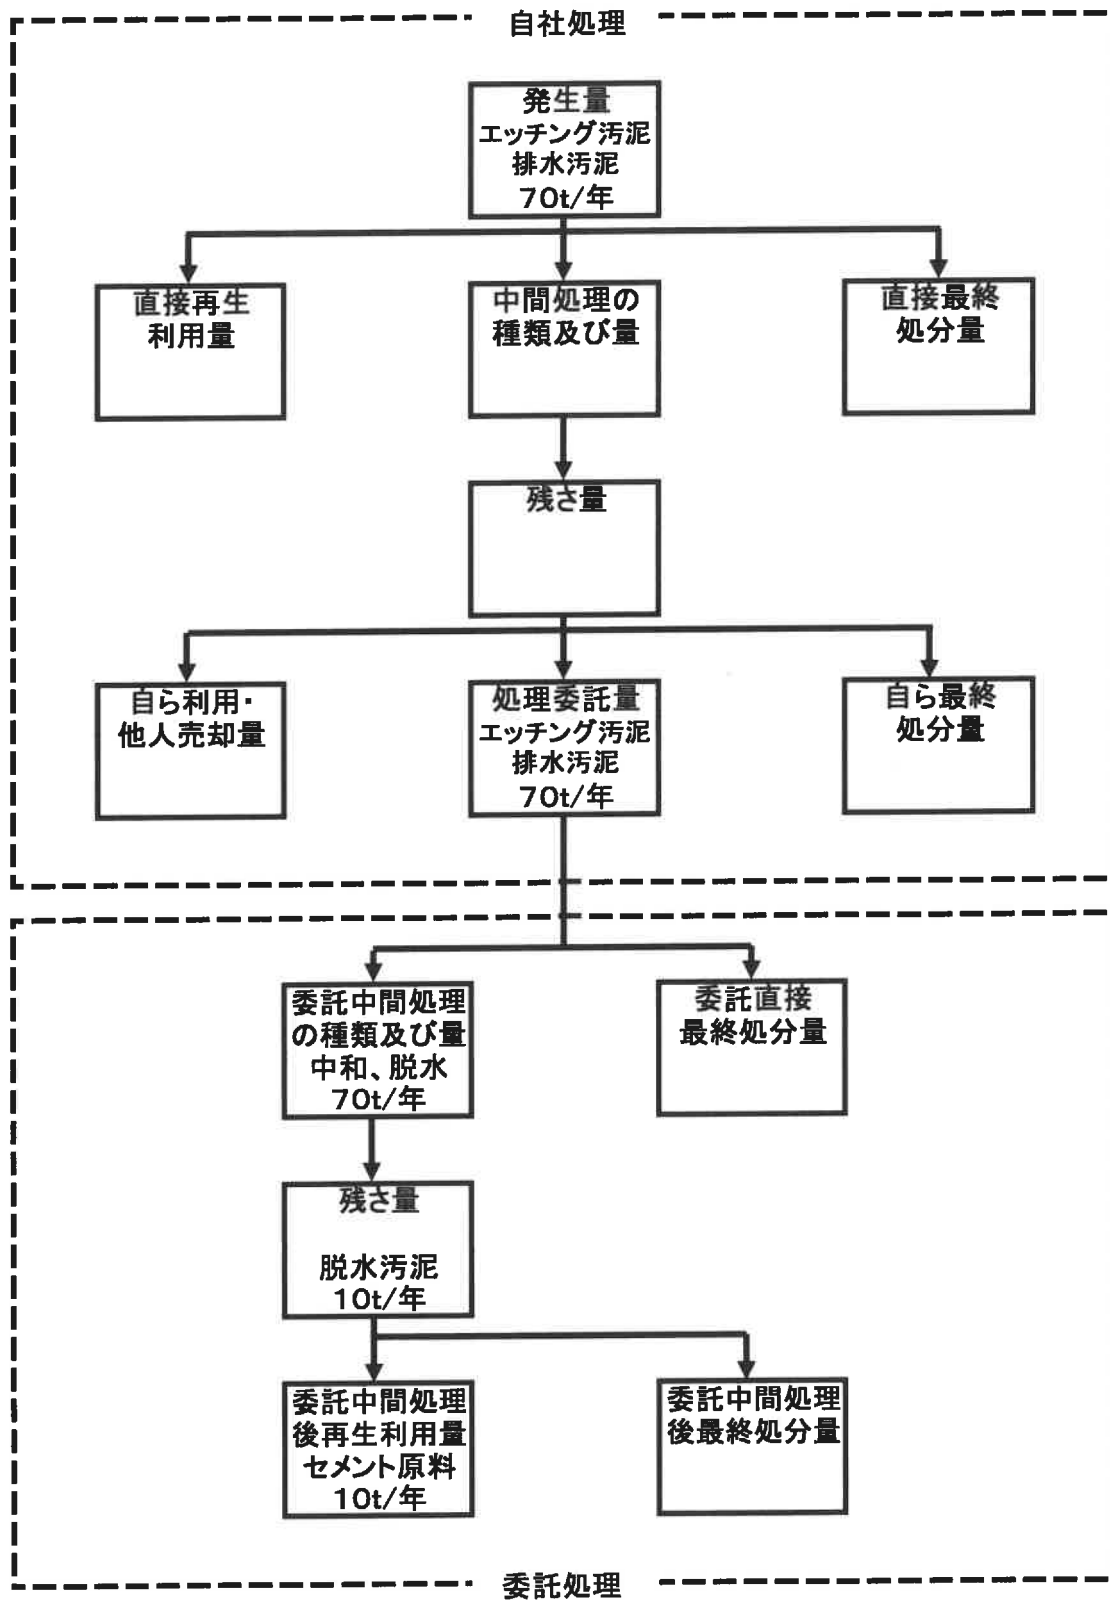 自社処理
発生量
エッチング汚泥
排水汚泥
70t/年
直接再生
利用量
中間処理の
種類及び量
直接最終
処分量
残さ量
自ら利用・
他人売却量
処理委託量
エッチング汚泥
排水汚泥
70t/年
自ら最終
処分量
委託中間処理
の種類及び量
中和、脱水
70t/年
委託直接
最終処分量
残さ量
脱水汚泥
10t/年
委託中間処理
後再生利用量
セメント原料
10t/年
委託中間処理
後最終処分量
委託処理